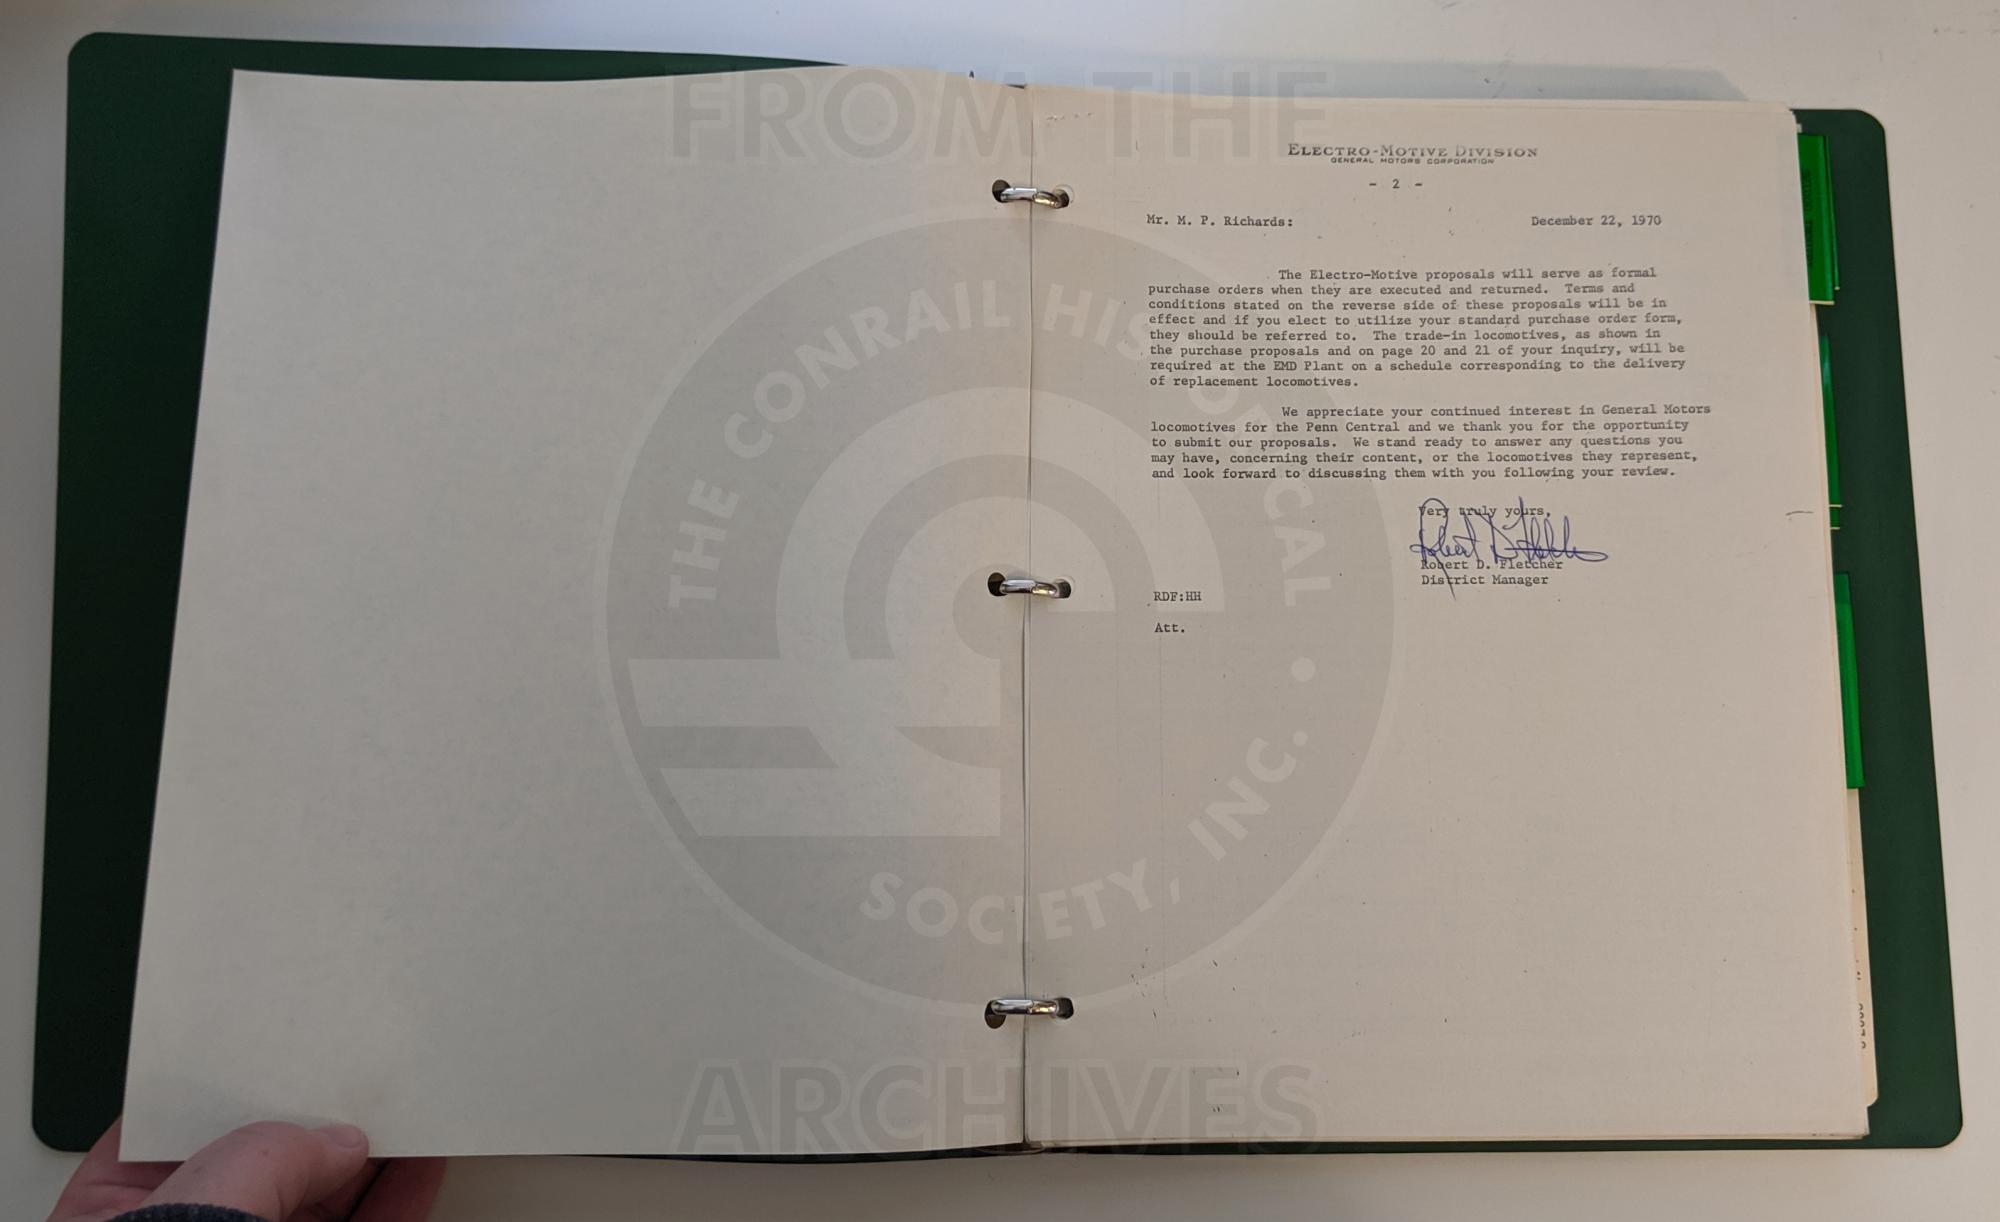 FROM THE
ELECTRO-MOTIVE DIVISION
GENERAL MOTORS CORPORATION
- 2 -
Mr. M. P. Richards: December 22, 1970
The Electro-Motive proposals will serve as formal
purchase orders when they are executed and returned. Terms and
conditions stated on the reverse side of these proposals will be in
effect and if you elect to utilize your standard purchase order form,
they should be referred to. The trade-in locomotives, as shown in
the purchase proposals and on page 20 and 21 of your inquiry, will be
required at the EMD Plant on a schedule corresponding to the delivery
of replacement locomotives.
We appreciate your continued interest in General Motors
locomotives for the Penn Central and we thank you for the opportunity
to submit our proposals. We stand ready to answer any questions you
may have, concerning their content, or the locomotives they represent,
and look forward to discussing them with you following your review.
Very truly yours,
Robert D. Fletcher
Robert D. Fletcher
District Manager
RDF:HH
Att.
THE CONRAIL HISTORICAL
SOCIETY, INC.
ARCHIVES